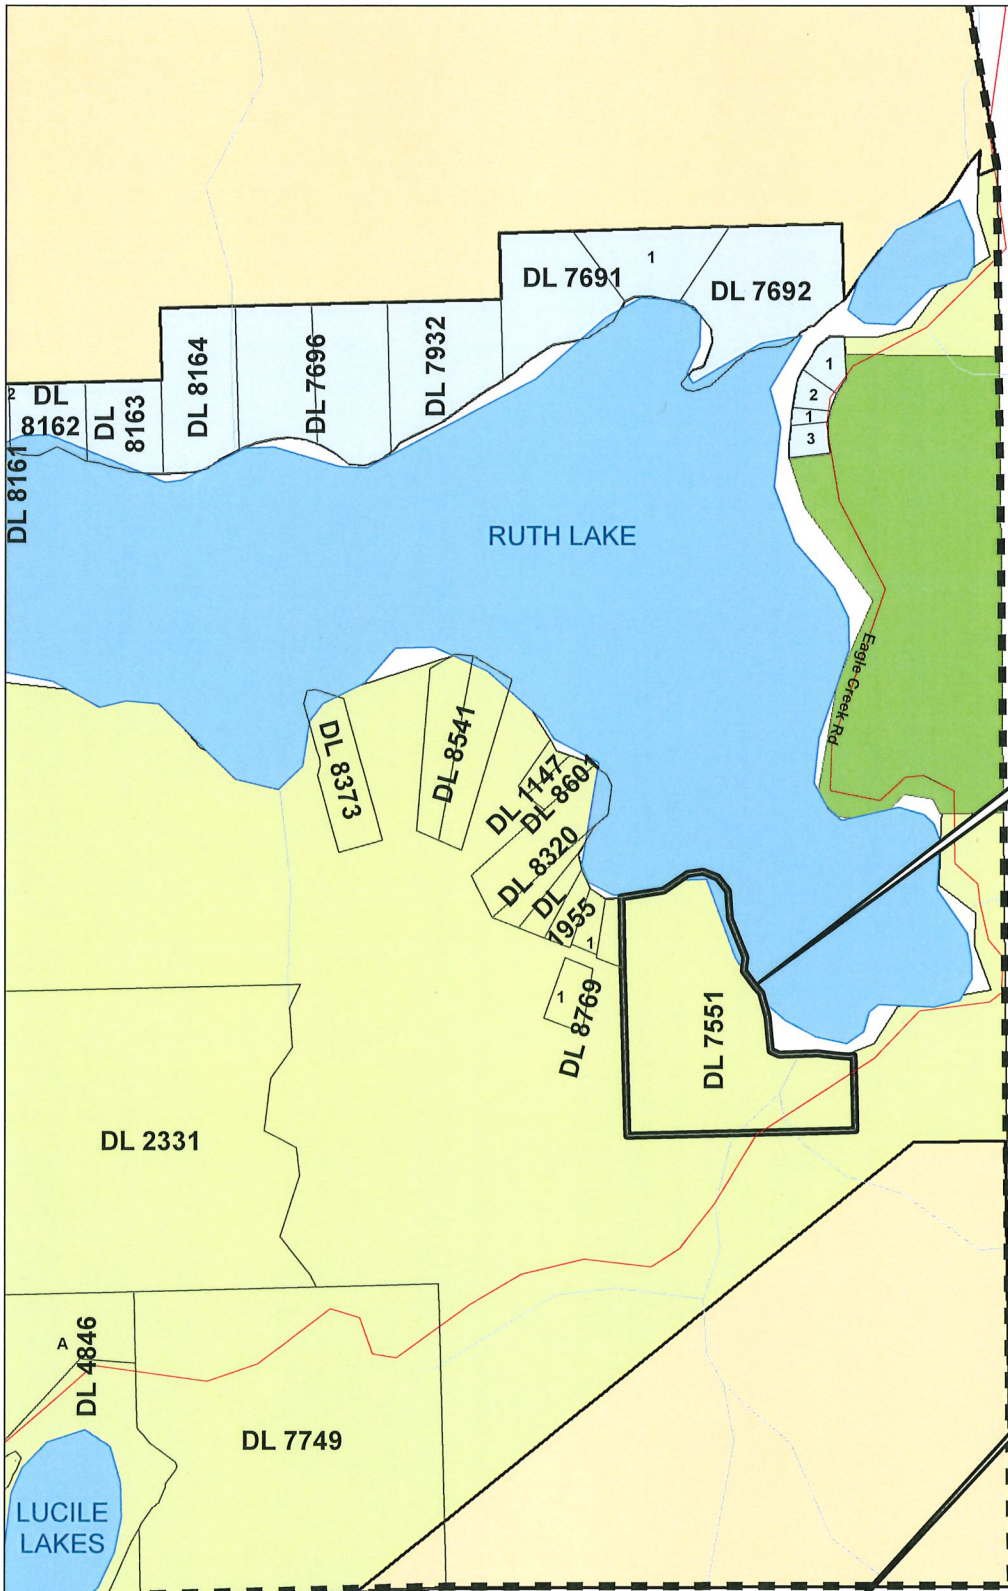 1
DL 7691
DL 7692
DL 7932
DL 7696
DL 8164
1
2
1
3
2
DL
8162
DL
8163
DL 8161
RUTH LAKE
Eagle Creek Rd
DL 8541
DL 8373
DL 1147
DL 8601
DL 8320
DL
1955
1
1
DL 8769
DL 7551
DL 2331
A
DL 4846
DL 7749
LUCILE
LAKES